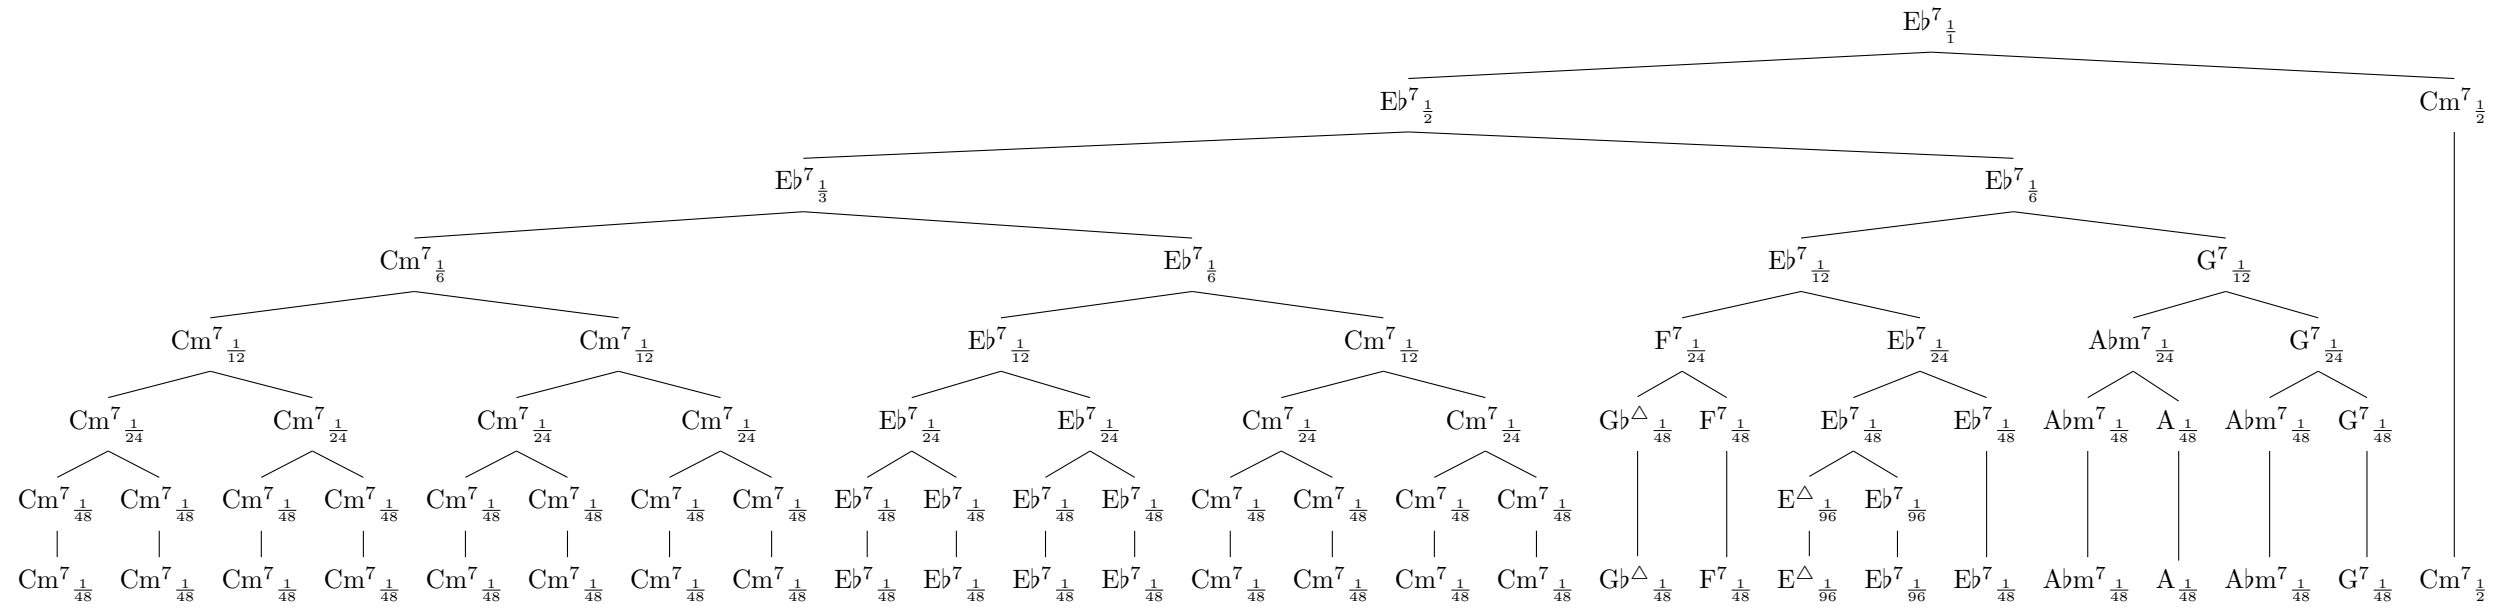 E♭⁷ 1/1
E♭⁷ 1/2 Cm⁷ 1/2
E♭⁷ 1/3 E♭⁷ 1/6
Cm⁷ 1/6 E♭⁷ 1/6 E♭⁷ 1/12 G⁷ 1/12
Cm⁷ 1/12 Cm⁷ 1/12 E♭⁷ 1/12 Cm⁷ 1/12 F⁷ 1/24 E♭⁷ 1/24 A♭m⁷ 1/24 G⁷ 1/24
Cm⁷ 1/24 Cm⁷ 1/24 Cm⁷ 1/24 Cm⁷ 1/24 E♭⁷ 1/24 E♭⁷ 1/24 Cm⁷ 1/24 Cm⁷ 1/24 G♭△ 1/48 F⁷ 1/48 E♭⁷ 1/48 E♭⁷ 1/48 A♭m⁷ 1/48 A 1/48 A♭m⁷ 1/48 G⁷ 1/48
Cm⁷ 1/48 Cm⁷ 1/48 Cm⁷ 1/48 Cm⁷ 1/48 Cm⁷ 1/48 Cm⁷ 1/48 Cm⁷ 1/48 Cm⁷ 1/48 E♭⁷ 1/48 E♭⁷ 1/48 E♭⁷ 1/48 E♭⁷ 1/48 Cm⁷ 1/48 Cm⁷ 1/48 Cm⁷ 1/48 Cm⁷ 1/48 E△ 1/96 E♭⁷ 1/96
Cm⁷ 1/48 Cm⁷ 1/48 Cm⁷ 1/48 Cm⁷ 1/48 Cm⁷ 1/48 Cm⁷ 1/48 Cm⁷ 1/48 Cm⁷ 1/48 E♭⁷ 1/48 E♭⁷ 1/48 E♭⁷ 1/48 E♭⁷ 1/48 Cm⁷ 1/48 Cm⁷ 1/48 Cm⁷ 1/48 Cm⁷ 1/48 G♭△ 1/48 F⁷ 1/48 E△ 1/96 E♭⁷ 1/96 E♭⁷ 1/48 A♭m⁷ 1/48 A 1/48 A♭m⁷ 1/48 G⁷ 1/48 Cm⁷ 1/2